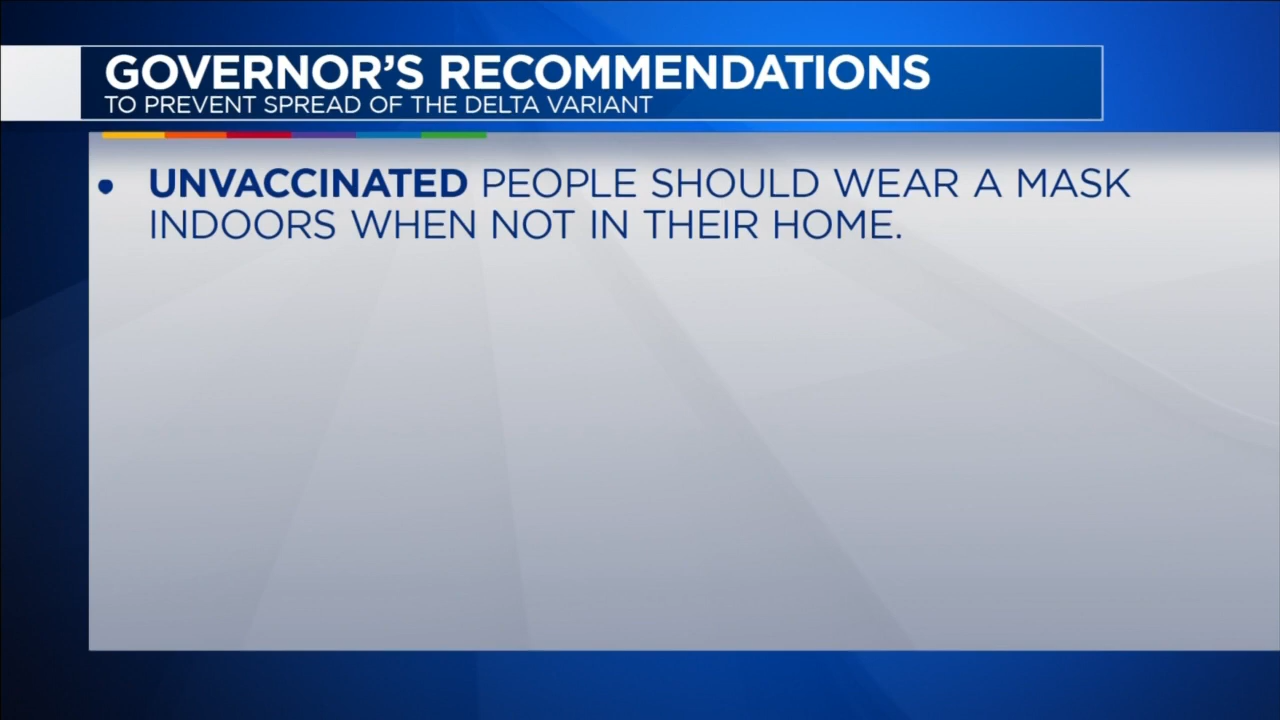 GOVERNOR’S RECOMMENDATIONS
TO PREVENT SPREAD OF THE DELTA VARIANT
• UNVACCINATED PEOPLE SHOULD WEAR A MASK
INDOORS WHEN NOT IN THEIR HOME.